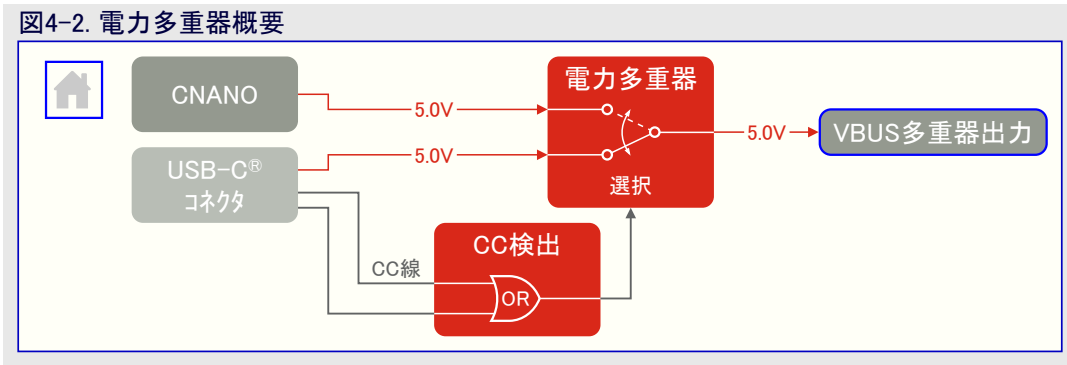 図4-2. 電力多重器概要
CNANO
5.0V
USB-C®
コネクタ
5.0V
電力多重器
選択
5.0V
VBUS多重器出力
CC検出
CC線
OR